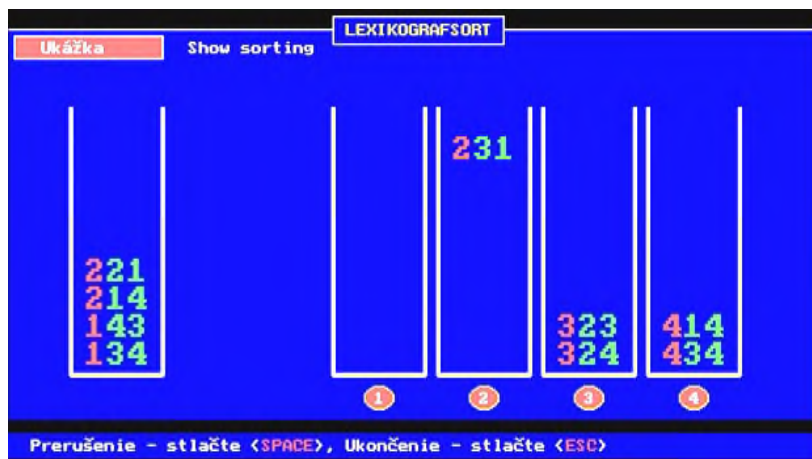 LEXIKOGRAFSORT
Ukážka Show sorting
231
221
214
143 323 414
134 324 434
1 2 3 4
Prerušenie - stlačte <SPACE>, Ukončenie - stlačte <ESC>